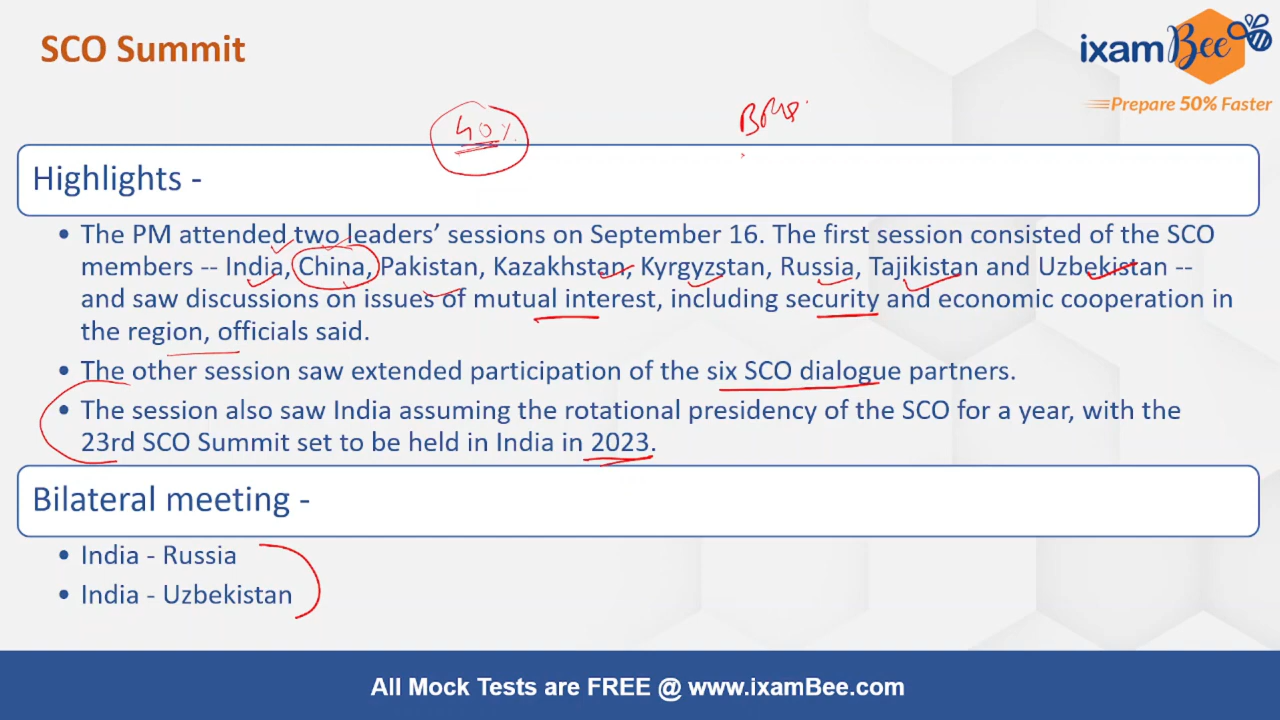 SCO Summit
ixamBee
Prepare 50% Faster
40%
Highlights -
• The PM attended two leaders’ sessions on September 16. The first session consisted of the SCO
members -- India, China, Pakistan, Kazakhstan, Kyrgyzstan, Russia, Tajikistan and Uzbekistan --
and saw discussions on issues of mutual interest, including security and economic cooperation in
the region, officials said.
• The other session saw extended participation of the six SCO dialogue partners.
• The session also saw India assuming the rotational presidency of the SCO for a year, with the
23rd SCO Summit set to be held in India in 2023.
Bilateral meeting -
• India - Russia
• India - Uzbekistan
All Mock Tests are FREE @ www.ixamBee.com